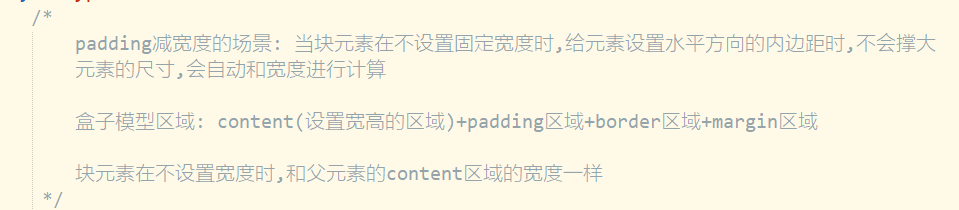 /*
padding减宽度的场景: 当块元素在不设置固定宽度时,给元素设置水平方向的内边距时,不会撑大
元素的尺寸,会自动和宽度进行计算
盒子模型区域: content(设置宽高的区域)+padding区域+border区域+margin区域
块元素在不设置宽度时,和父元素的content区域的宽度一样
*/